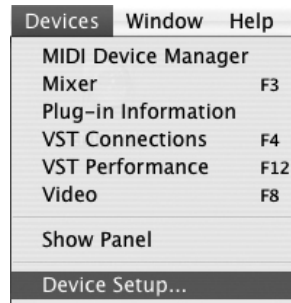 Devices Window Help
MIDI Device Manager
Mixer F3
Plug-in Information
VST Connections F4
VST Performance F12
Video F8
Show Panel
Device Setup...